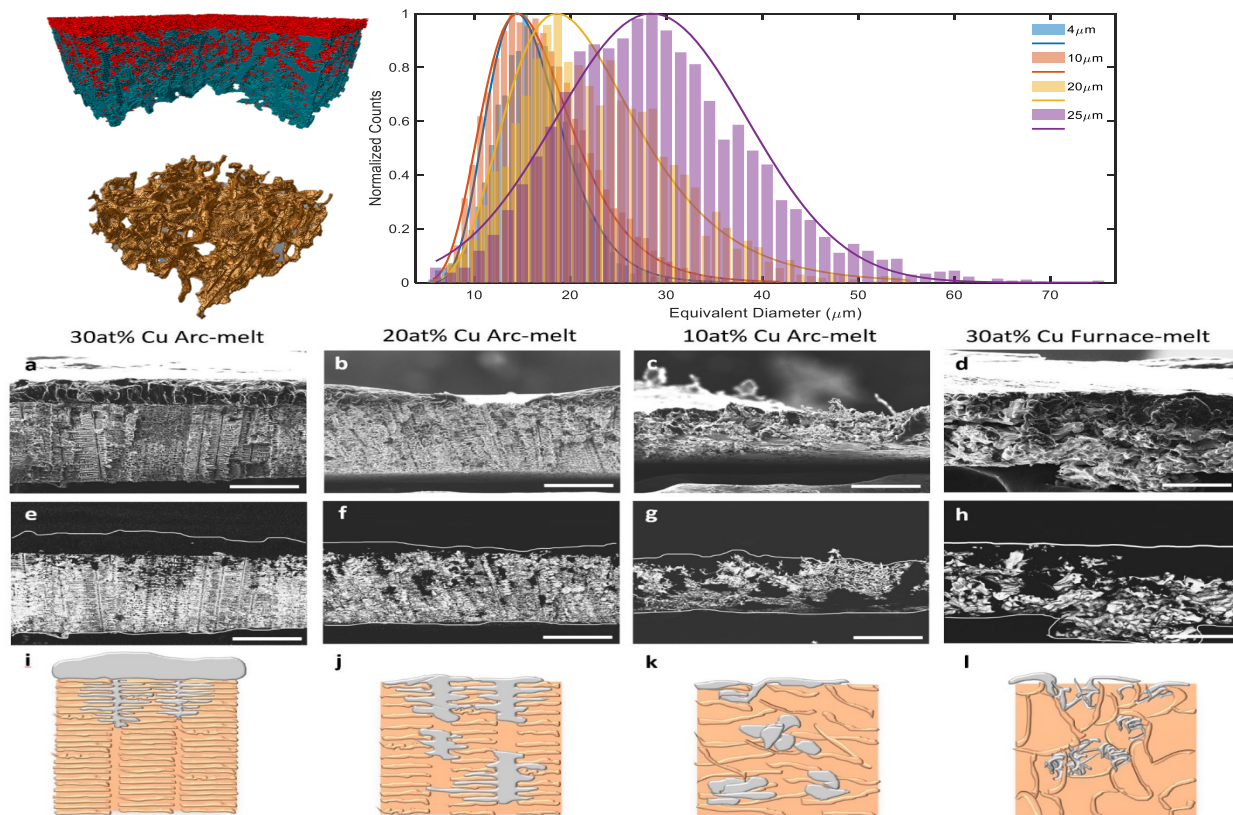 1
0.8
0.6
0.4
0.2
0
Normalized Counts
10 20 30 40 50 60 70
Equivalent Diameter (μm)
4μm
10μm
20μm
25μm
30at% Cu Arc-melt 20at% Cu Arc-melt 10at% Cu Arc-melt 30at% Cu Furnace-melt
a b c d
e f g h
i j k l